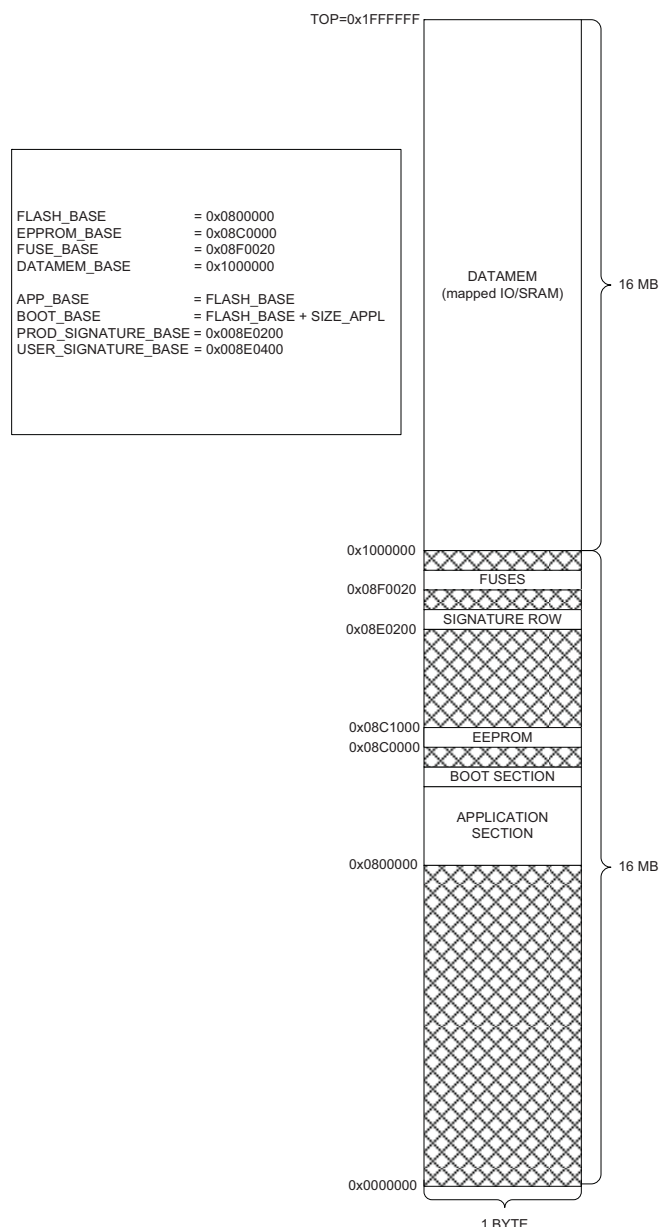 TOP=0x1FFFFFF
FLASH_BASE = 0x0800000
EPPROM_BASE = 0x08C0000
FUSE_BASE = 0x08F0020
DATAMEM_BASE = 0x1000000
APP_BASE = FLASH_BASE
BOOT_BASE = FLASH_BASE + SIZE_APPL
PROD_SIGNATURE_BASE = 0x008E0200
USER_SIGNATURE_BASE = 0x008E0400
DATAMEM
(mapped IO/SRAM)
16 MB
0x1000000
FUSES
0x08F0020
SIGNATURE ROW
0x08E0200
0x08C1000
EEPROM
0x08C0000
BOOT SECTION
APPLICATION
SECTION
0x0800000
16 MB
0x0000000
1 BYTE